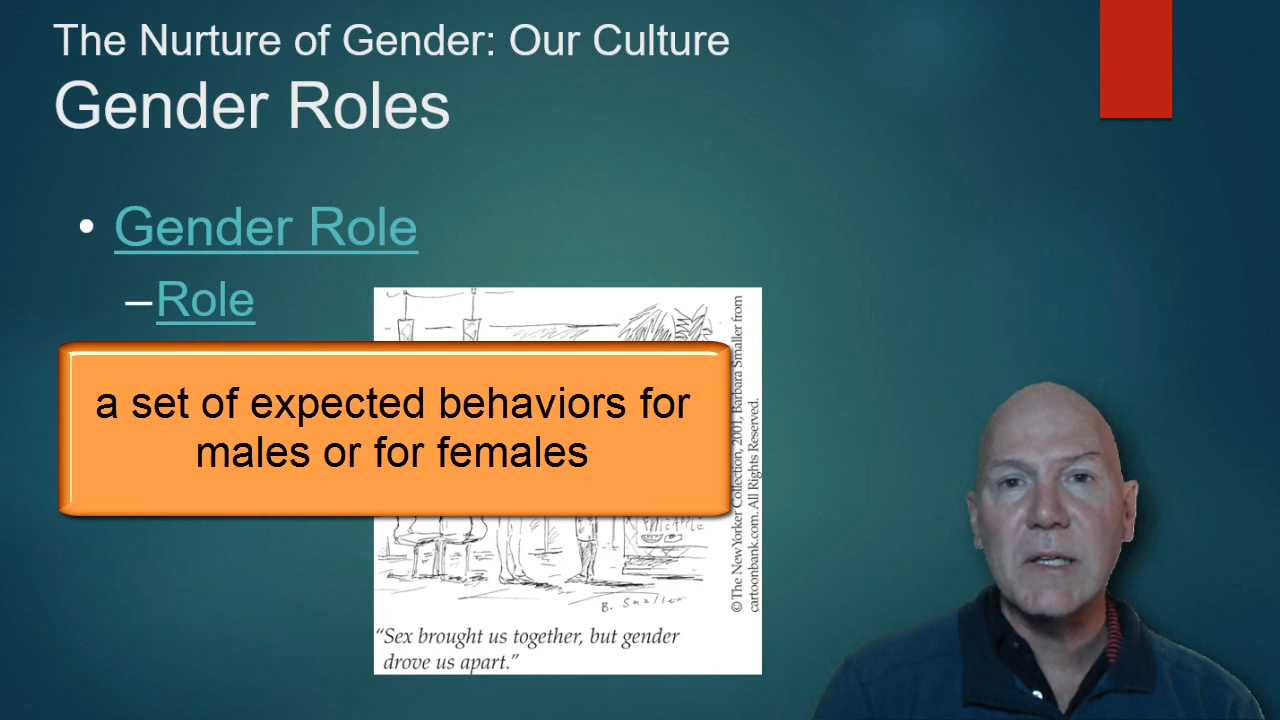 The Nurture of Gender: Our Culture
Gender Roles
• Gender Role
–Role
a set of expected behaviors for
males or for females
©The New Yorker Collection, 2001, Barbara Smaller from
cartoonbank.com. All Rights Reserved.
B. Smaller
“Sex brought us together, but gender
drove us apart.”